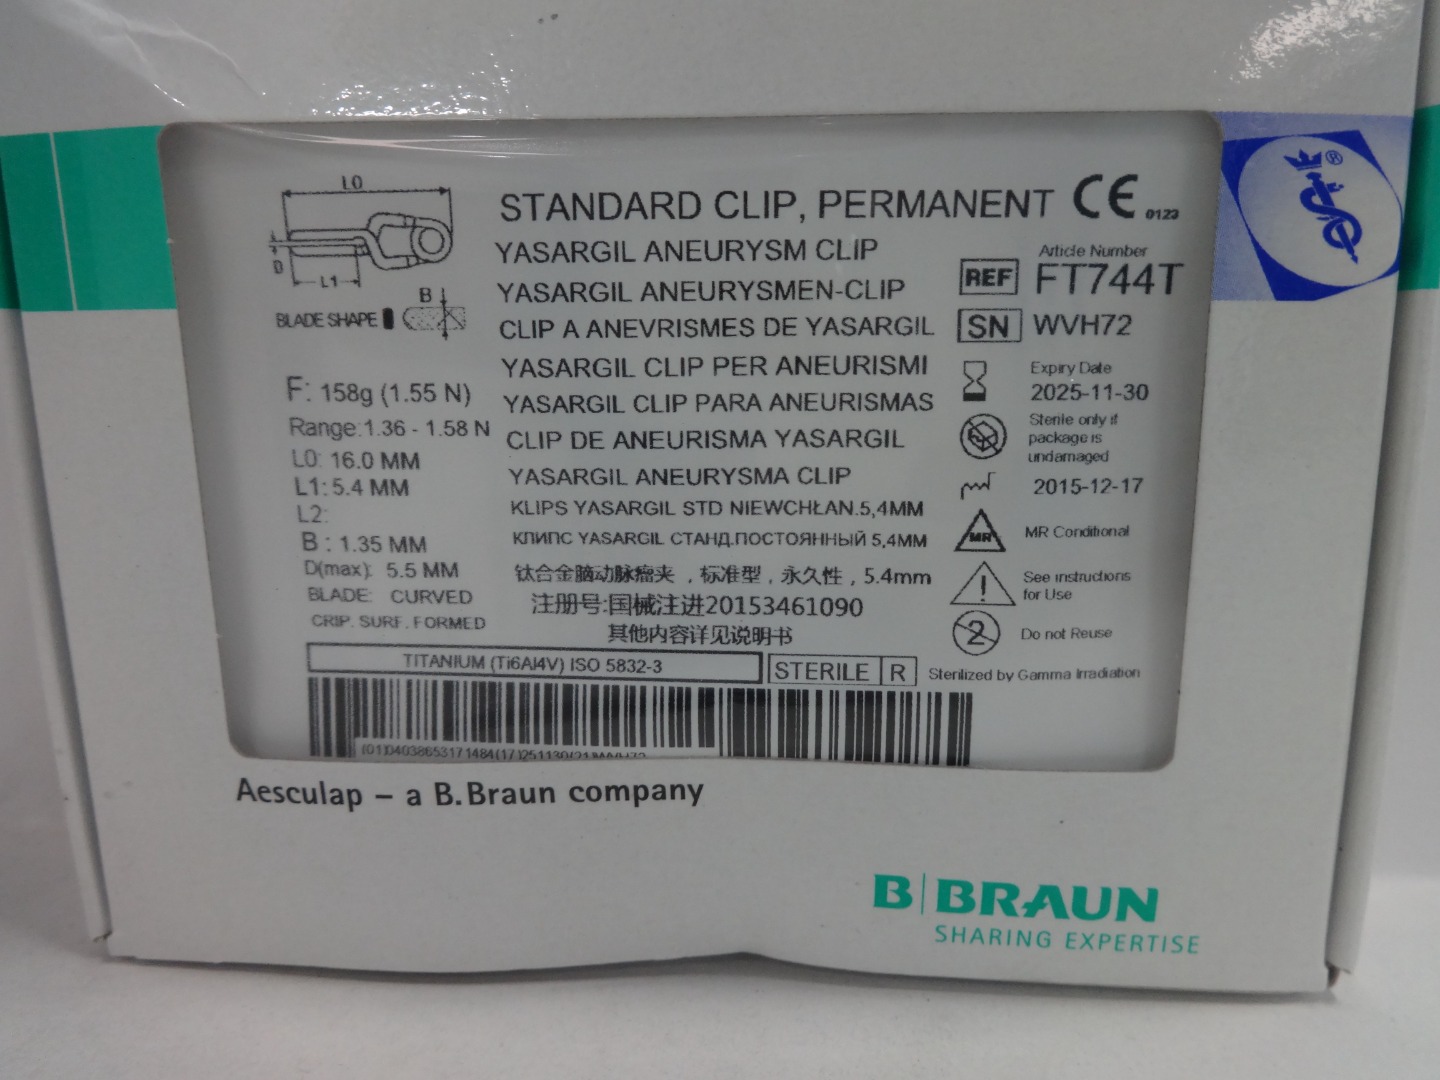 L0
D
L1
B
BLADE SHAPE
F: 158g (1.55 N)
Range:1.36 - 1.58 N
L0: 16.0 MM
L1: 5.4 MM
L2:
B : 1.35 MM
D(max): 5.5 MM
BLADE: CURVED
CRIP. SURF. FORMED
STANDARD CLIP, PERMANENT CE 0123
YASARGIL ANEURYSM CLIP
YASARGIL ANEURYSMEN-CLIP
CLIP A ANEVRISMES DE YASARGIL
YASARGIL CLIP PER ANEURISMI
YASARGIL CLIP PARA ANEURISMAS
CLIP DE ANEURISMA YASARGIL
YASARGIL ANEURYSMA CLIP
KLIPS YASARGIL STD NIEWCHŁAN.5,4MM
КЛИПС YASARGIL СТАНД.ПОСТОЯННЫЙ 5,4MM
钛合金脑动脉瘤夹，标准型，永久性，5.4mm
注册号:国械注进20153461090
其他内容详见说明书
Article Number
REF FT744T
SN WVH72
Expiry Date
2025-11-30
Sterile only if
package is
undamaged
2015-12-17
MR MR Conditional
! See instructions
for Use
2 Do not Reuse
TITANIUM (Ti6Al4V) ISO 5832-3
STERILE R Sterilized by Gamma Irradiation
(01)04038653171484(17)251130(21)WVH72
®
Aesculap – a B.Braun company
B|BRAUN
SHARING EXPERTISE